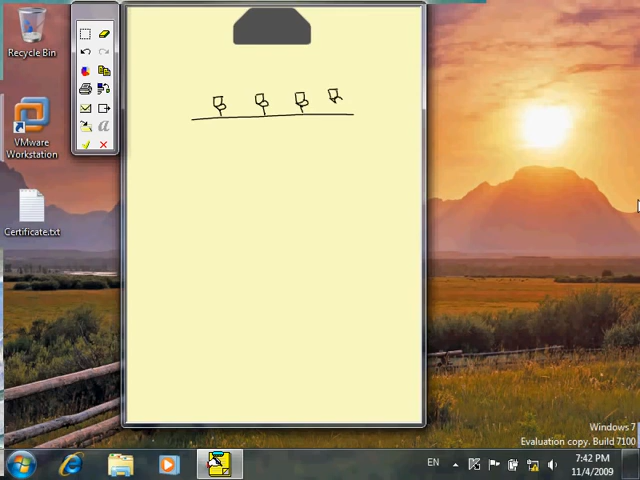 Recycle Bin
VMware
Workstation
Certificate.txt
a
Windows 7
Evaluation copy. Build 7100
EN
7:42 PM
11/4/2009